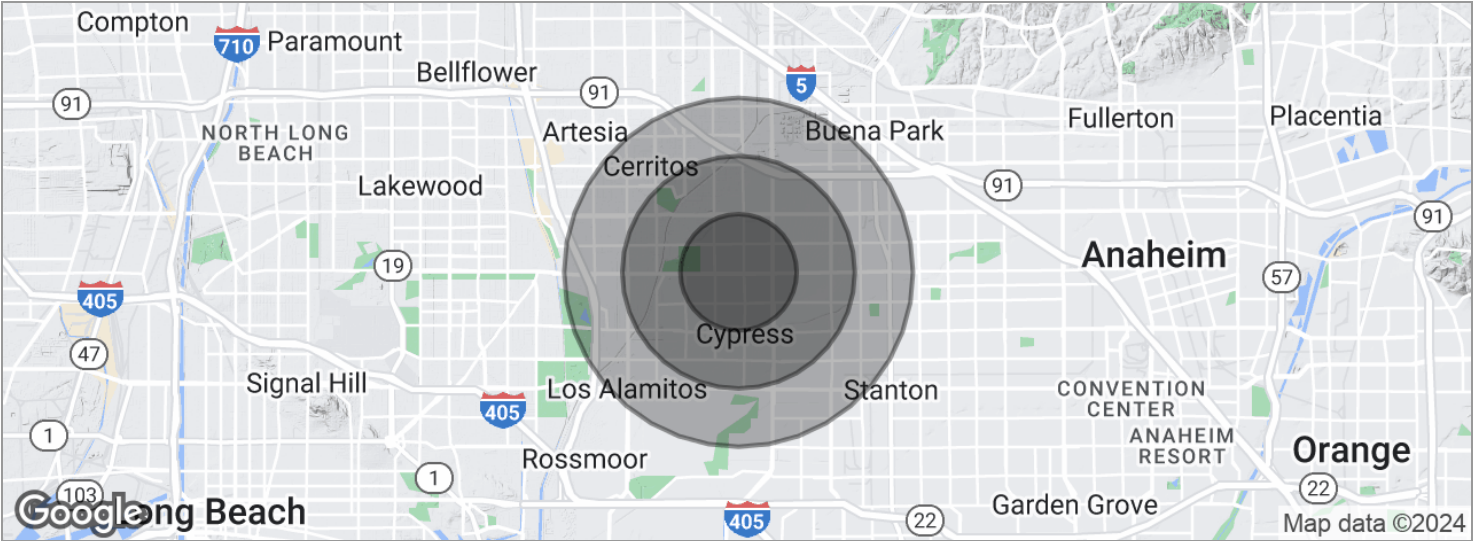 Compton
710
Paramount
Bellflower
5
91
91
Artesia
Buena Park
Fullerton
Placentia
NORTH LONG
BEACH
Cerritos
Lakewood
91
91
Anaheim
19
57
405
Cypress
47
Signal Hill
Los Alamitos
Stanton
CONVENTION
CENTER
405
1
ANAHEIM
RESORT
Orange
Rossmoor
1
103
22
Google
Long Beach
405
22
Garden Grove
Map data ©2024